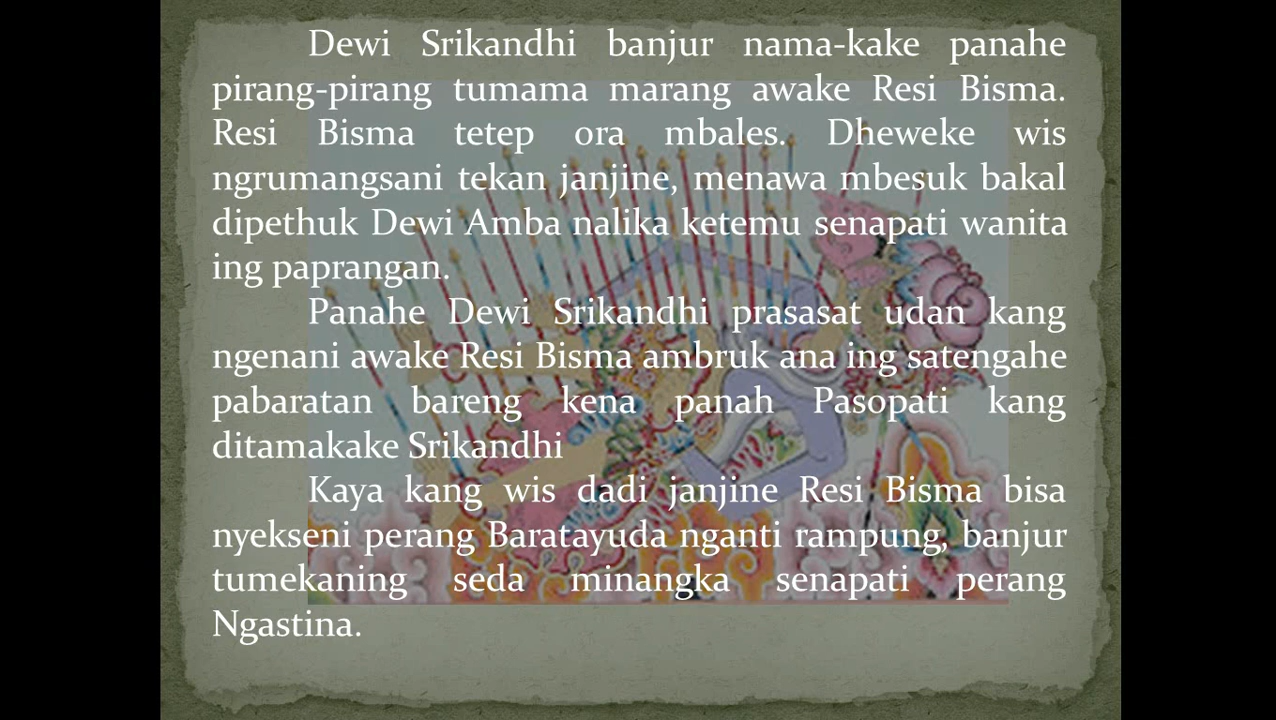 Dewi Srikandhi banjur nama-kake panahe
pirang-pirang tumama marang awake Resi Bisma.
Resi Bisma tetep ora mbales. Dheweke wis
ngrumangsani tekan janjine, menawa mbesuk bakal
dipethuk Dewi Amba nalika ketemu senapati wanita
ing paprangan.
Panahe Dewi Srikandhi prasasat udan kang
ngenani awake Resi Bisma ambruk ana ing satengahe
pabaratan bareng kena panah Pasopati kang
ditamakake Srikandhi
Kaya kang wis dadi janjine Resi Bisma bisa
nyekseni perang Baratayuda nganti rampung, banjur
tumekaning seda minangka senapati perang
Ngastina.